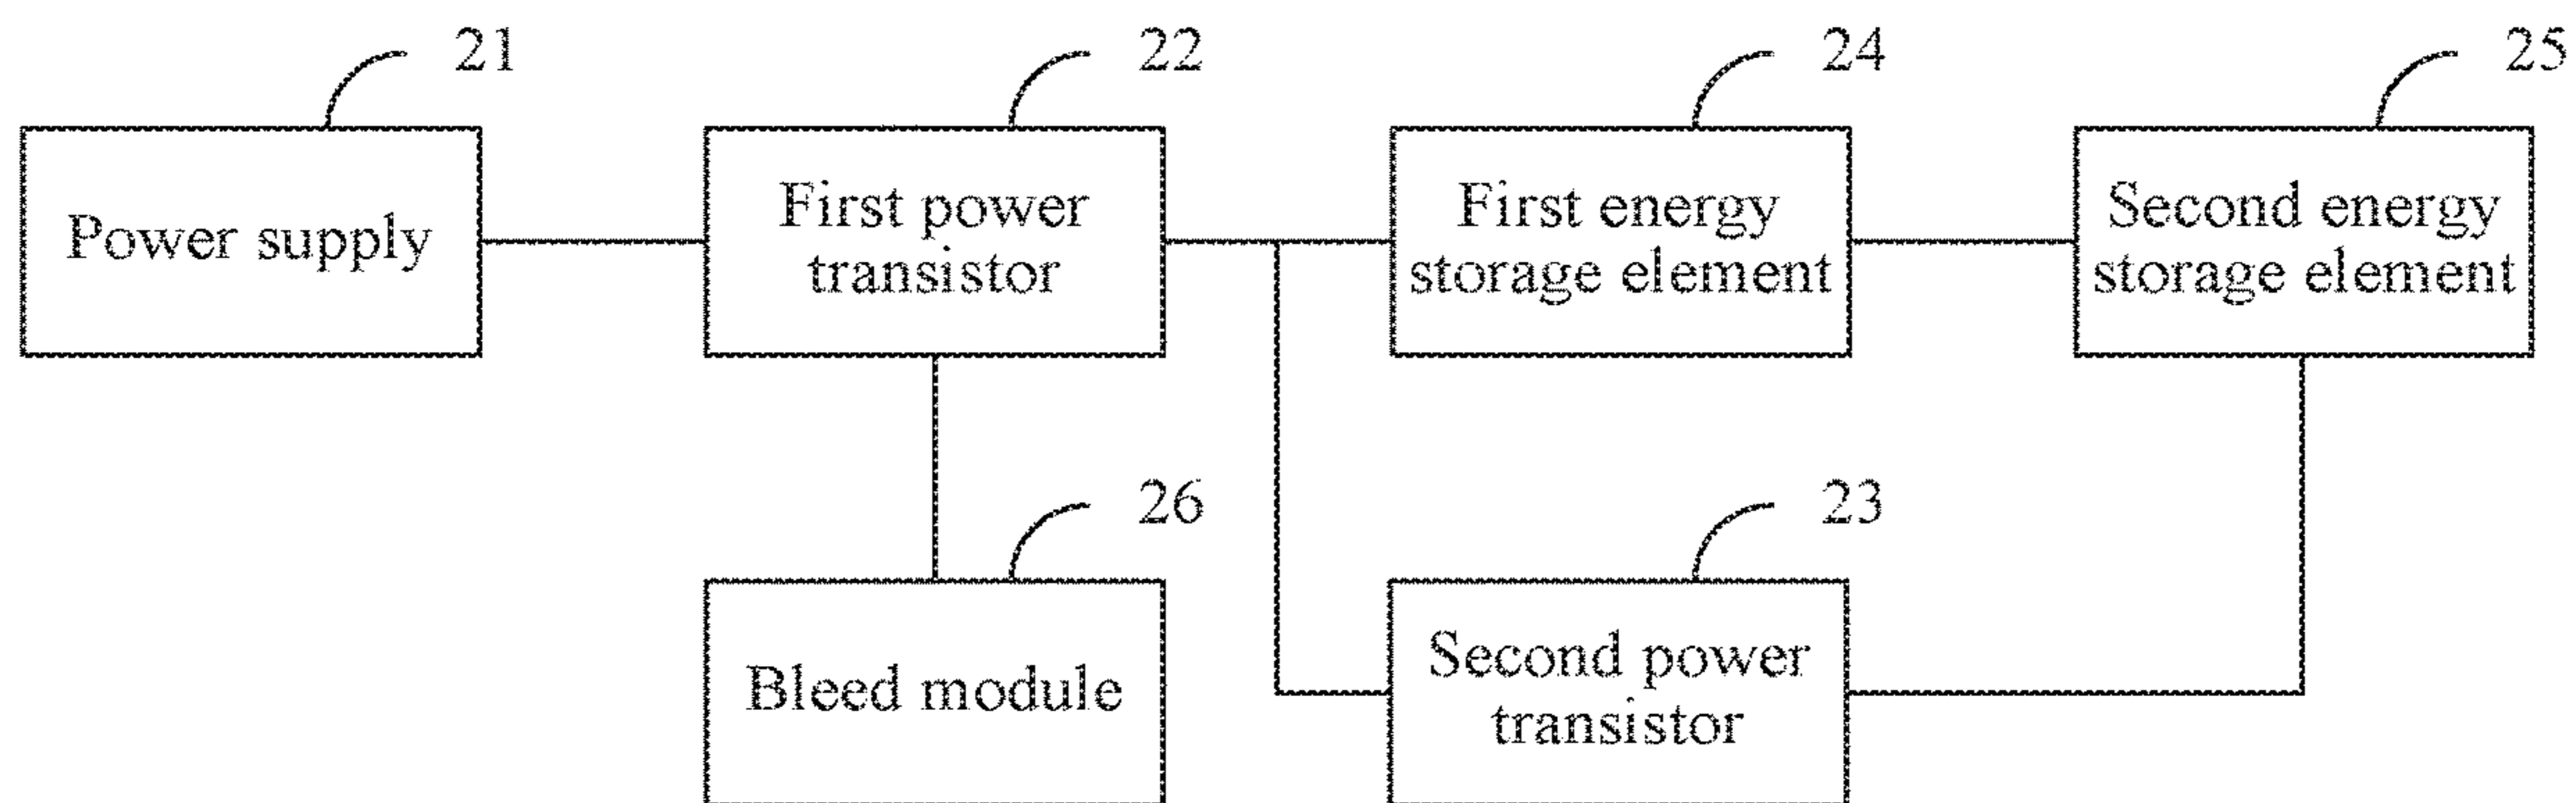 21
22
24
25
Power supply
First power
transistor
First energy
storage element
Second energy
storage element
26
23
Bleed module
Second power
transistor